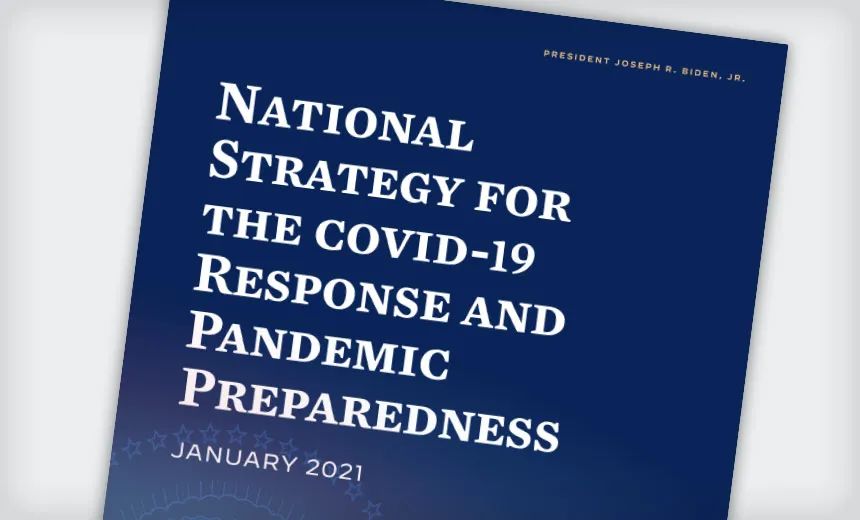 PRESIDENT JOSEPH R. BIDEN, JR.
NATIONAL
STRATEGY FOR
THE COVID-19
RESPONSE AND
PANDEMIC
PREPAREDNESS
JANUARY 2021